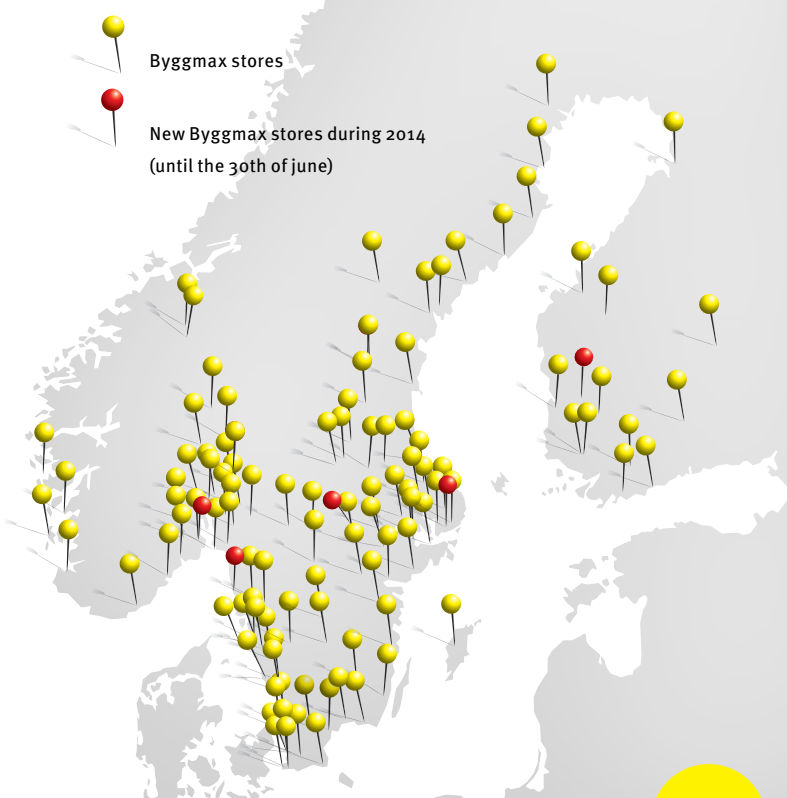 Byggmax stores
New Byggmax stores during 2014
(until the 30th of june)